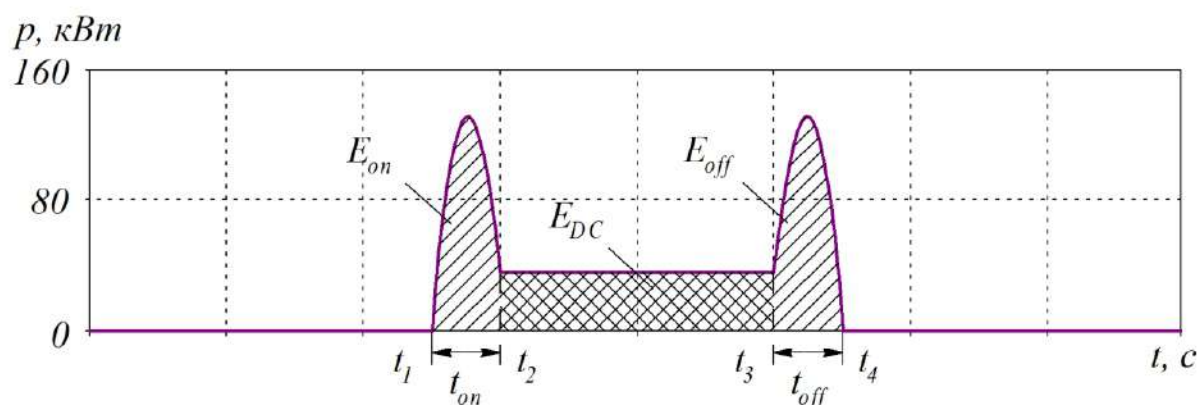 p, кВт
160
E_on
E_off
80
E_DC
0
t_1 t_2 t_3 t_4 t, с
t_on t_off